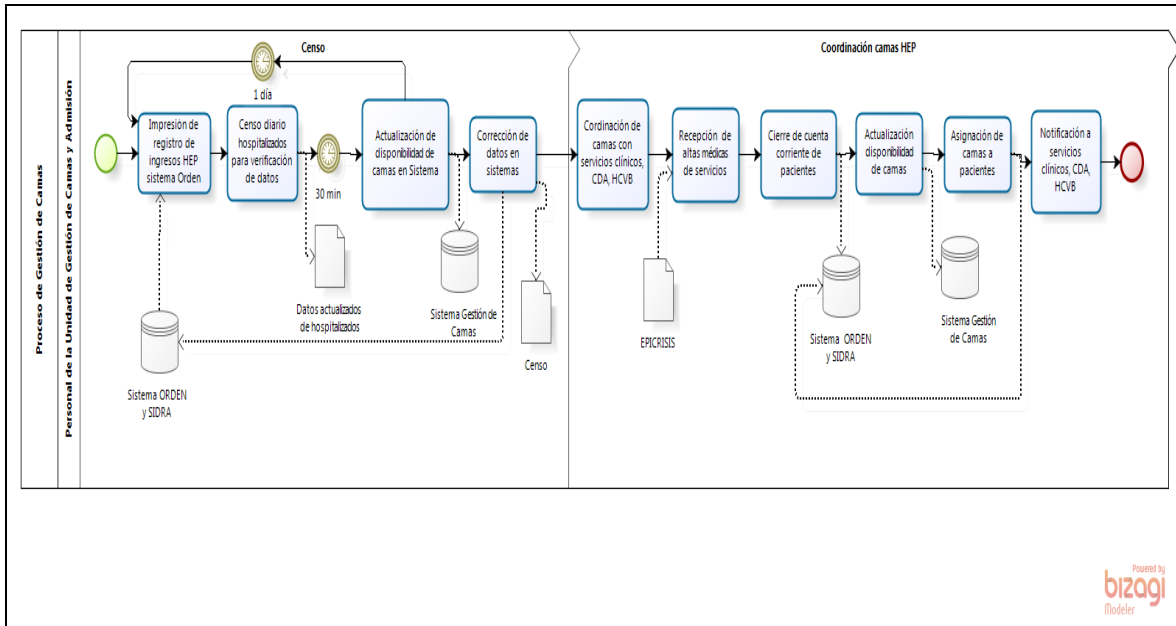 Proceso de Gestión de Camas
Personal de la Unidad de Gestión de Camas y Admisión
Censo
Coordinación camas HEP
1 día
Impresión de
registro de
ingresos HEP
sistema Orden
Censo diario
hospitalizados
para verificación
de datos
30 min
Actualización de
disponibilidad de
camas en Sistema
Corrección de
datos en
sistemas
Cordinación de
camas con
servicios clínicos,
CDA, HCVB
Recepción de
altas médicas
de servicios
Cierre de cuenta
corriente de
pacientes
Actualización
disponibilidad
de camas
Asignación de
camas a
pacientes
Notificación a
servicios
clínicos, CDA,
HCVB
Sistema ORDEN
y SIDRA
Datos actualizados
de hospitalizados
Sistema Gestión de
Camas
Censo
EPICRISIS
Sistema ORDEN
y SIDRA
Sistema Gestión
de Camas
Powered by
bizagi
Modeler